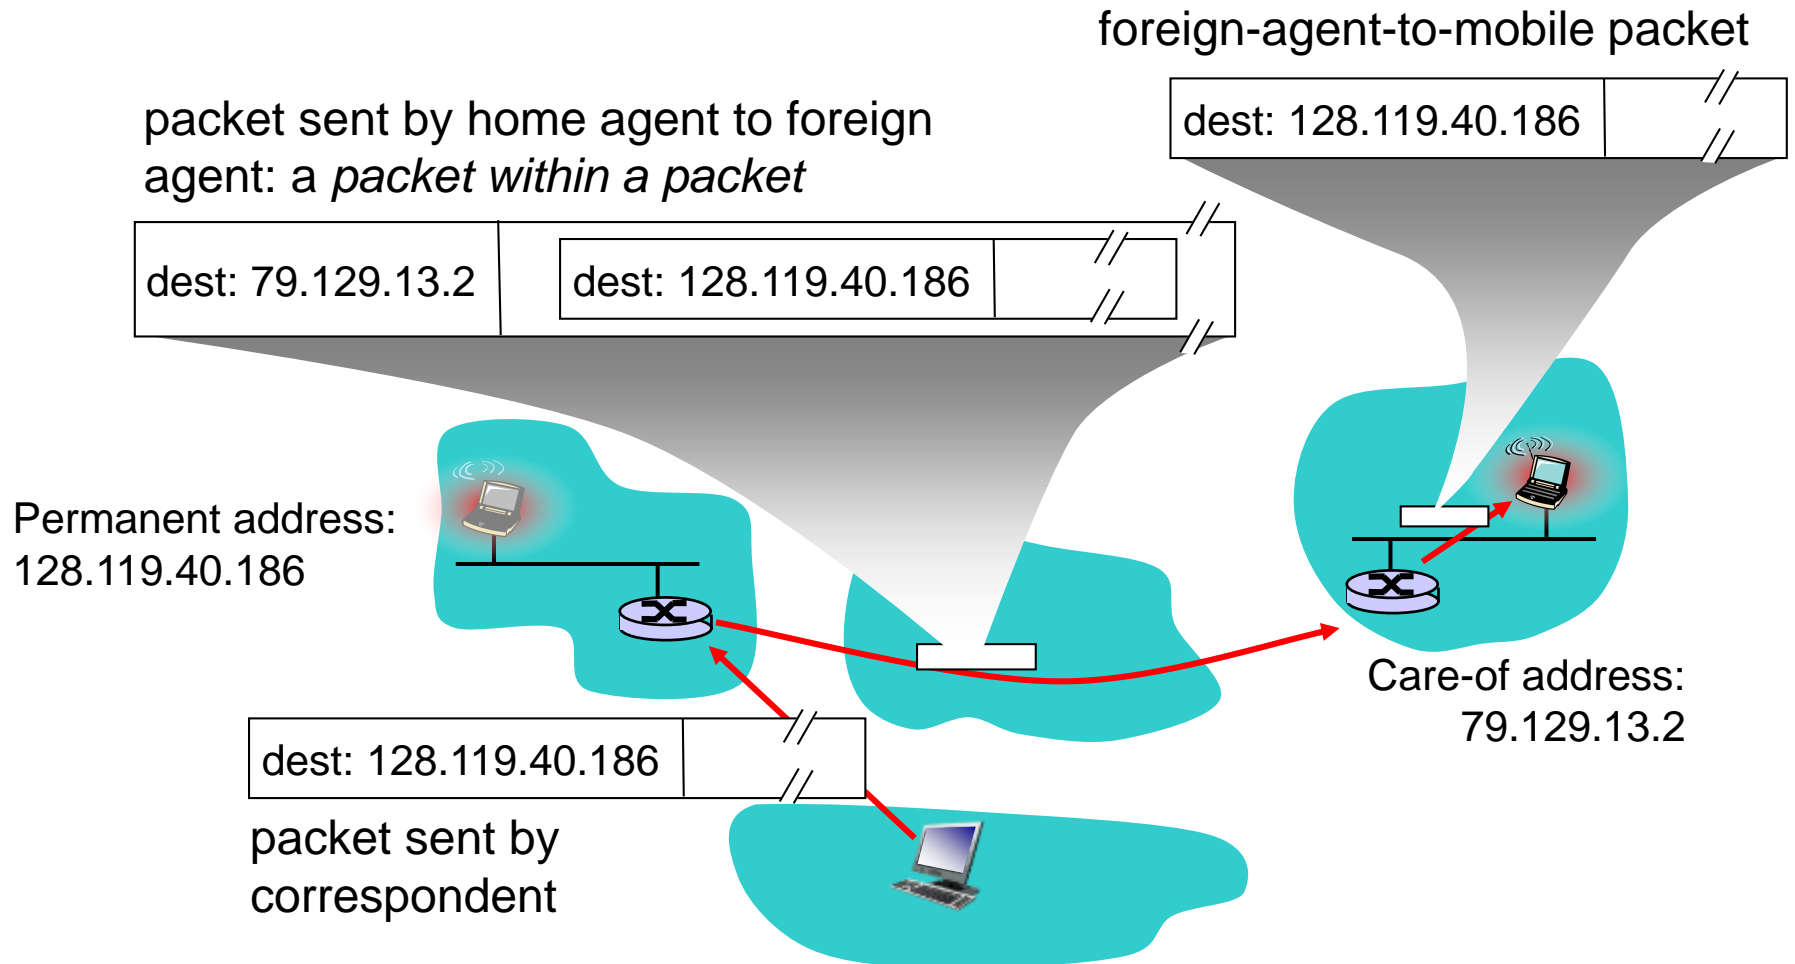 foreign-agent-to-mobile packet
dest: 128.119.40.186
packet sent by home agent to foreign
agent: a packet within a packet
dest: 79.129.13.2
dest: 128.119.40.186
Permanent address:
128.119.40.186
Care-of address:
79.129.13.2
dest: 128.119.40.186
packet sent by
correspondent